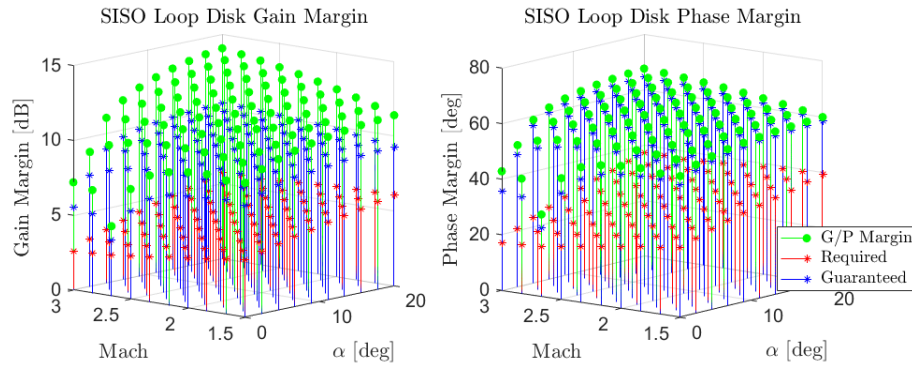 SISO Loop Disk Gain Margin
15
10
5
0
Gain Margin [dB]
3
2.5
2
1.5
Mach
0
10
20
α [deg]
SISO Loop Disk Phase Margin
80
60
40
20
0
Phase Margin [deg]
3
2.5
2
1.5
Mach
0
10
20
α [deg]
G/P Margin
Required
Guaranteed